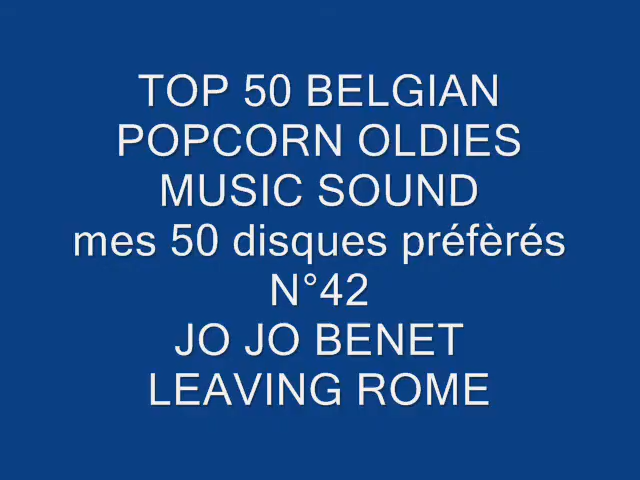 TOP 50 BELGIAN
POPCORN OLDIES
MUSIC SOUND
mes 50 disques préfèrés
N°42
JO JO BENET
LEAVING ROME